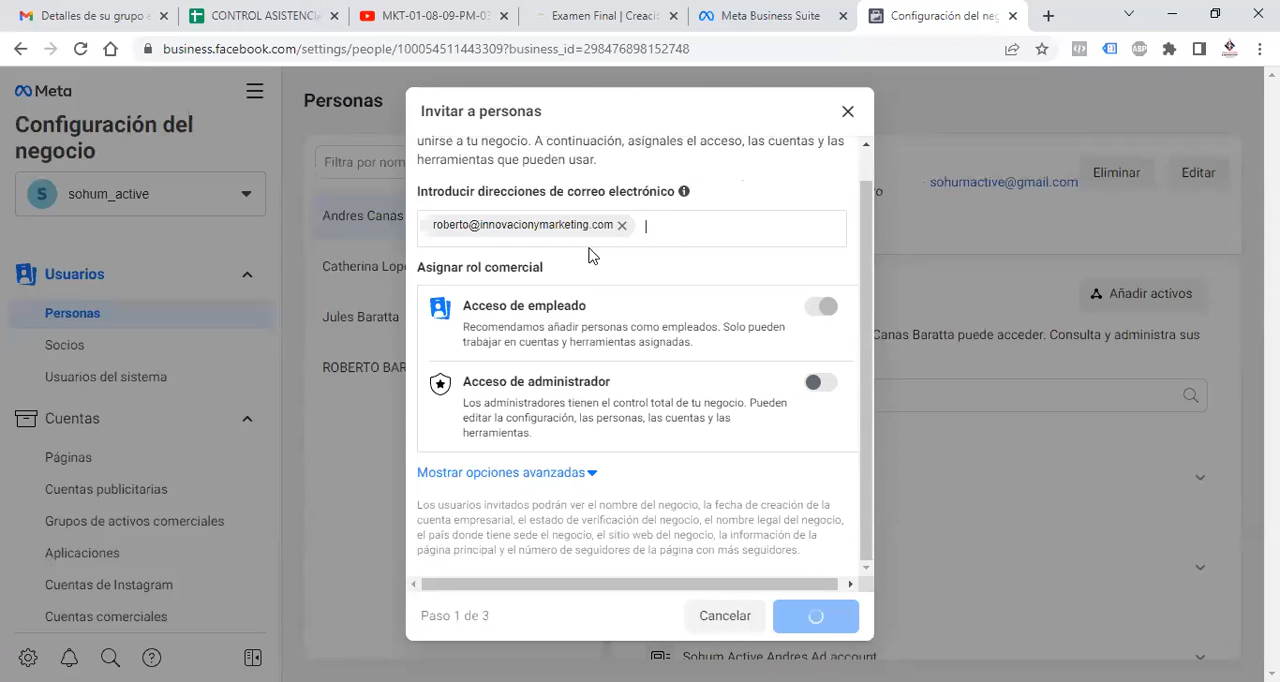 Detalles de su grupo e
CONTROL ASISTENCI
MKT-01-08-09-PM-03
Examen Final | Creació
Meta Business Suite
Configuración del neg
business.facebook.com/settings/people/100054511443309?business_id=298476898152748
ABP
Meta
Configuración del negocio
S sohum_active
Usuarios
Personas
Socios
Usuarios del sistema
Cuentas
Páginas
Cuentas publicitarias
Grupos de activos comerciales
Aplicaciones
Cuentas de Instagram
Cuentas comerciales
Personas
Filtra por nom
Andres Canas
Catherina Lope
Jules Baratta
ROBERTO BAR
Invitar a personas
unirse a tu negocio. A continuación, asígnales el acceso, las cuentas y las
herramientas que pueden usar.
Introducir direcciones de correo electrónico
roberto@innovacionymarketing.com
Asignar rol comercial
Acceso de empleado
Recomendamos añadir personas como empleados. Solo pueden
trabajar en cuentas y herramientas asignadas.
Acceso de administrador
Los administradores tienen el control total de tu negocio. Pueden
editar la configuración, las personas, las cuentas y las
herramientas.
Mostrar opciones avanzadas
Los usuarios invitados podrán ver el nombre del negocio, la fecha de creación de la
cuenta empresarial, el estado de verificación del negocio, el nombre legal del negocio,
el país donde tiene sede el negocio, el sitio web del negocio, la información de la
página principal y el número de seguidores de la página con más seguidores.
Paso 1 de 3
Cancelar
ro
sohumactive@gmail.com
Eliminar
Editar
Añadir activos
Canas Baratta puede acceder. Consulta y administra sus
Sohum Active Andres Ad account